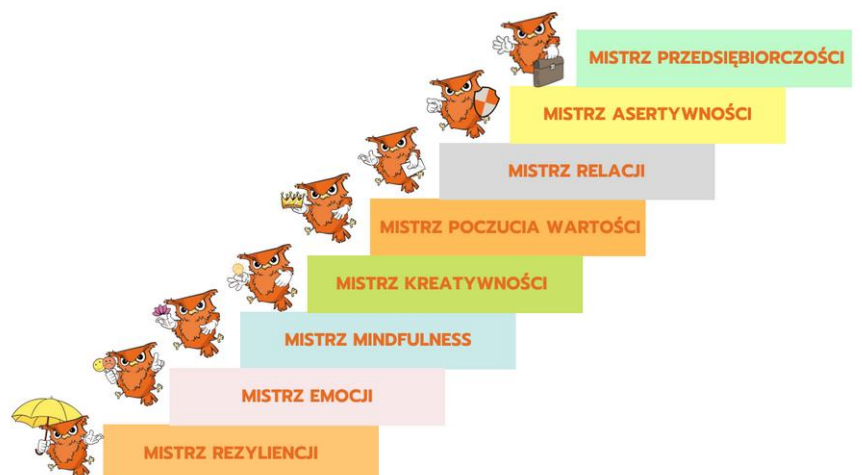 MISTRZ PRZEDSIĘBIORCZOŚCI
MISTRZ ASERTYWNOŚCI
MISTRZ RELACJI
MISTRZ POCZUCIA WARTOŚCI
MISTRZ KREATYWNOŚCI
MISTRZ MINDFULNESS
MISTRZ EMOCJI
MISTRZ REZYLIENCJI